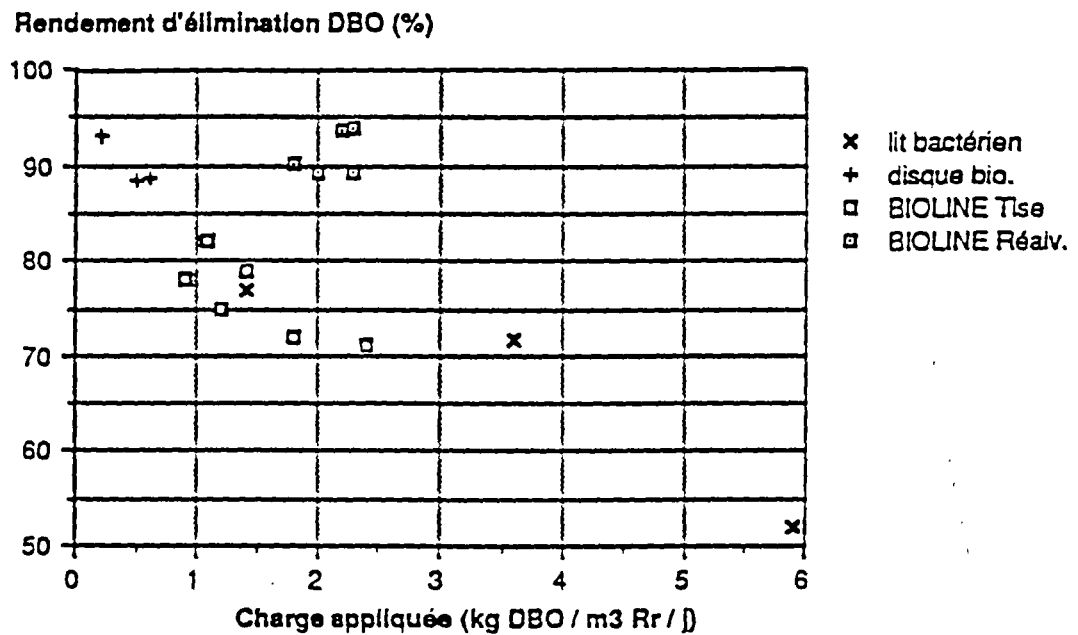 Rendement d'élimination DBO (%)
100
90
80
70
60
50
0 1 2 3 4 5 6
Charge appliquée (kg DBO / m3 Rr / j)
lit bactérien
disque bio.
BIOLINE Tise
BIOLINE Réalv.